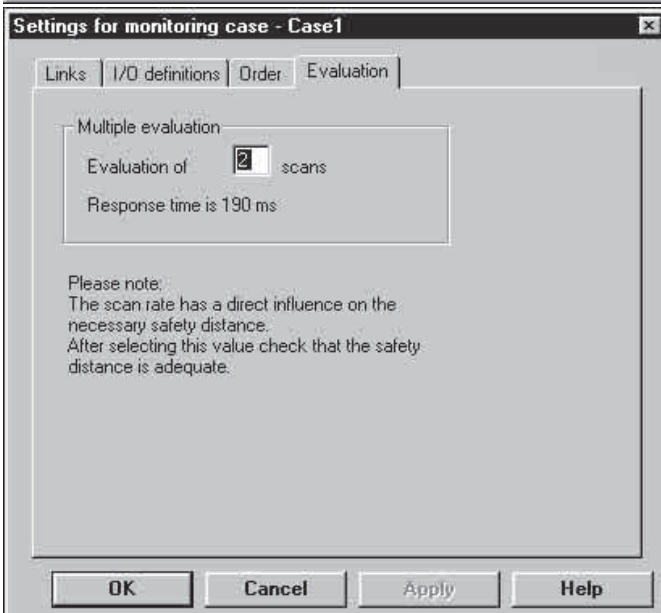 Settings for monitoring case - Case1
Links
I/O definitions
Order
Evaluation
Multiple evaluation
Evaluation of 2 scans
Response time is 190 ms
Please note:
The scan rate has a direct influence on the
necessary safety distance.
After selecting this value check that the safety
distance is adequate.
OK
Cancel
Apply
Help